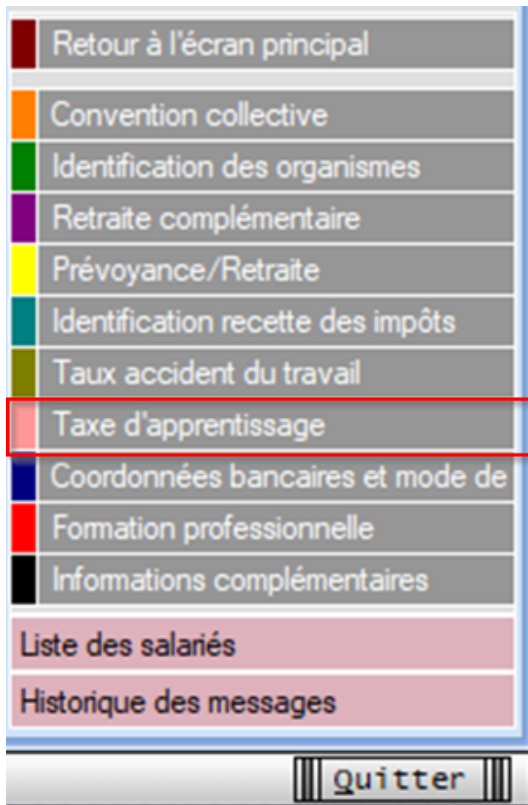 Retour à l'écran principal
Convention collective
Identification des organismes
Retraite complémentaire
Prévoyance/Retraite
Identification recette des impôts
Taux accident du travail
Taxe d'apprentissage
Coordonnées bancaires et mode de
Formation professionnelle
Informations complémentaires
Liste des salariés
Historique des messages
Quitter